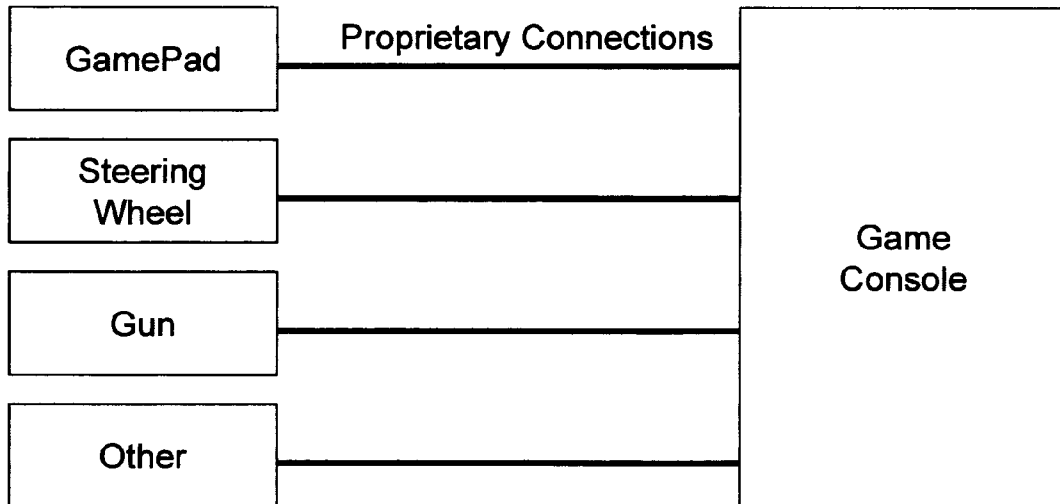 GamePad
Proprietary Connections
Steering
Wheel
Gun
Other
Game
Console